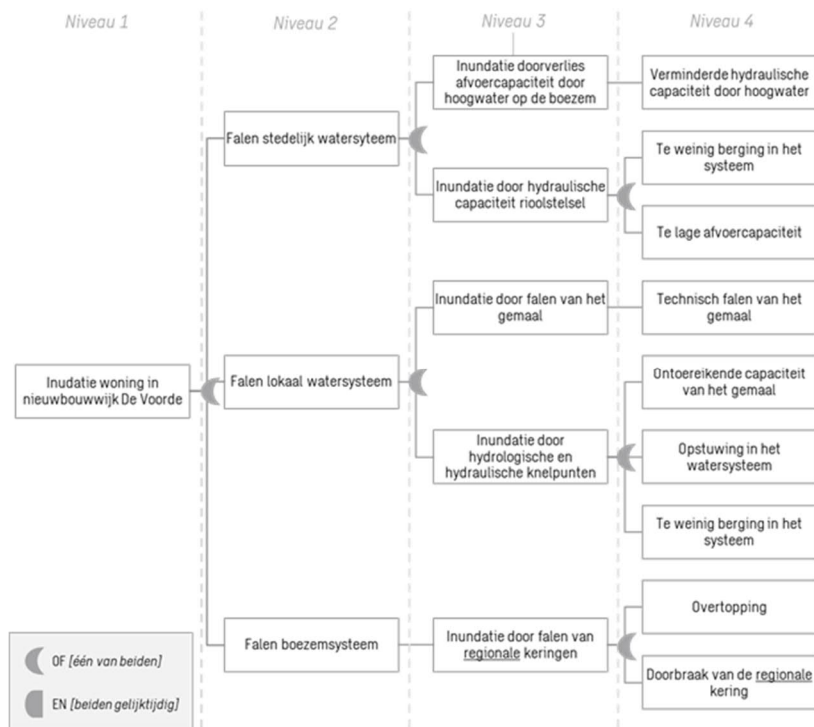 Niveau 1
Niveau 2
Niveau 3
Niveau 4
Inundatie doorverlies
afvoercapaciteit door
hoogwater op de boezem
Verminderde hydraulische
capaciteit door hoogwater
Falen stedelijk watersyteem
Te weinig berging in het
systeem
Inundatie door hydraulische
capaciteit rioolstelsel
Te lage afvoercapaciteit
Inundatie door falen van het
gemaal
Technisch falen van het
gemaal
Inudatie woning in
nieuwbouwwijk De Voorde
Falen lokaal watersysteem
Ontoereikende capaciteit
van het gemaal
Inundatie door
hydrologische en
hydraulische knelpunten
Opstuwing in het
watersysteem
Te weinig berging in het
systeem
Overtopping
Falen boezemsysteem
Inundatie door falen van
regionale keringen
Doorbraak van de regionale
kering
OF [één van beiden]
EN [beiden gelijktijdig]